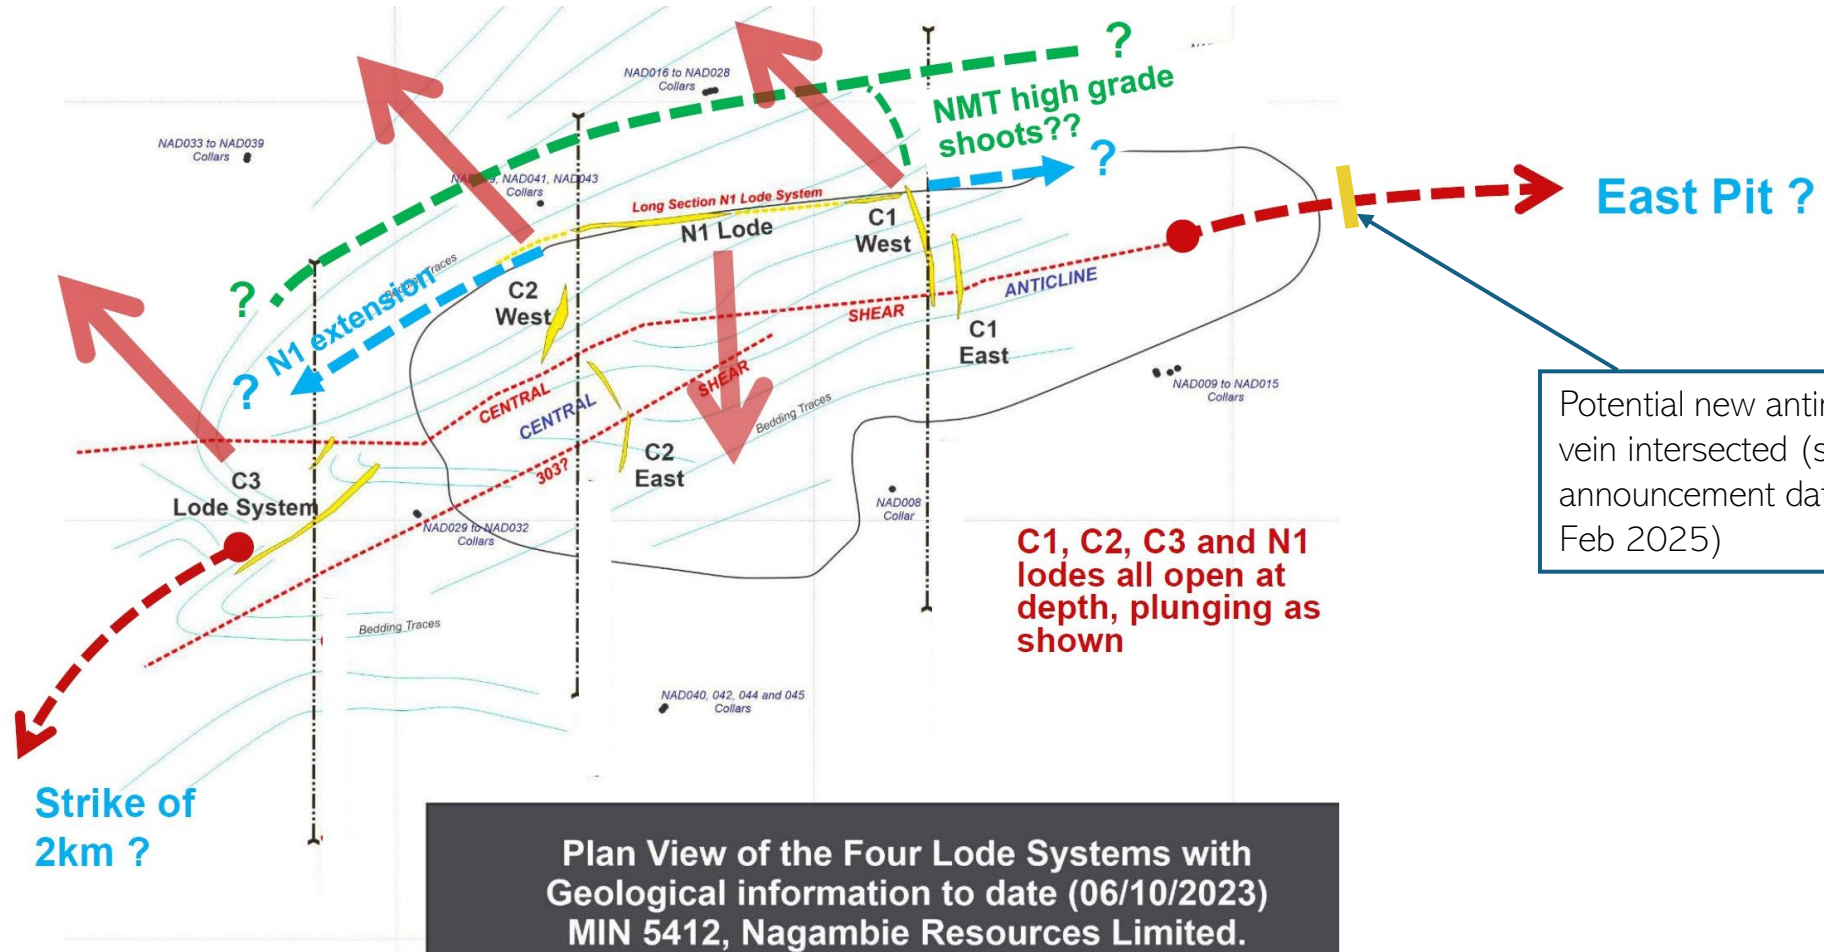 ?
NAD016 to NAD028
Collars
NMT high grade
shoots??
NAD033 to NAD039
Collars
?
NAD041, NAD043
Collars
Long Section N1 Lode System
East Pit ?
N1 Lode
C1
West
Bedding Traces
?
N1 extension
C2
West
ANTICLINE
SHEAR
C1
East
?
SHEAR
NAD009 to NAD015
Collars
CENTRAL
CENTRAL
Bedding Traces
Potential new
vein intersected
announcement
Feb 2025)
303?
C2
East
C3
Lode System
NAD008
Collar
NAD029 to NAD032
Collars
C1, C2, C3 and N1
lodes all open at
depth, plunging as
shown
Bedding Traces
NAD040, 042, 044 and 045
Collars
Strike of
2km ?
Plan View of the Four Lode Systems with
Geological information to date (06/10/2023)
MIN 5412, Nagambie Resources Limited.